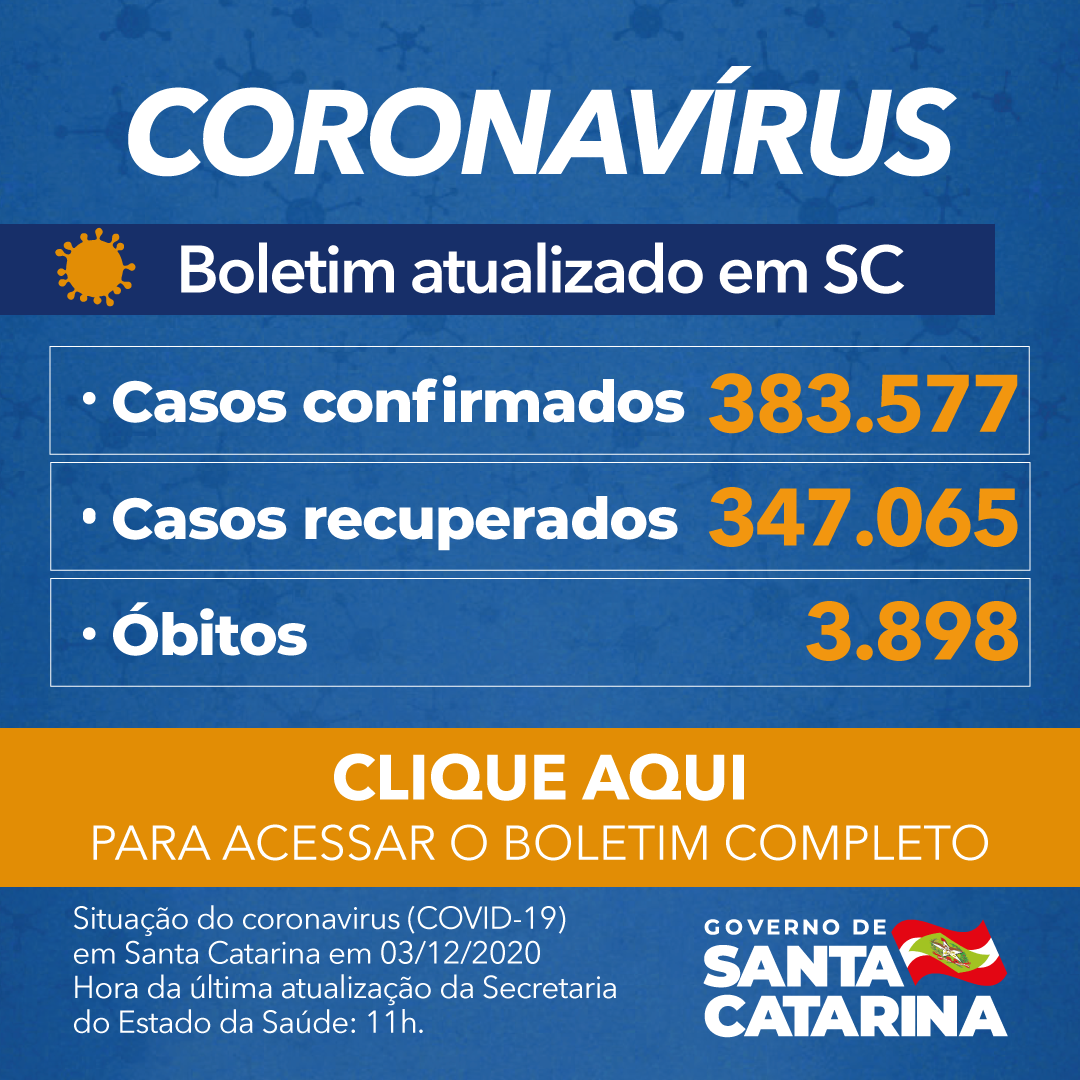 CORONAVÍRUS
Boletim atualizado em SC
• Casos confirmados 383.577
• Casos recuperados 347.065
• Óbitos 3.898
CLIQUE AQUI
PARA ACESSAR O BOLETIM COMPLETO
Situação do coronavirus (COVID-19)
em Santa Catarina em 03/12/2020
Hora da última atualização da Secretaria
do Estado da Saúde: 11h.
GOVERNO DE
SANTA
CATARINA